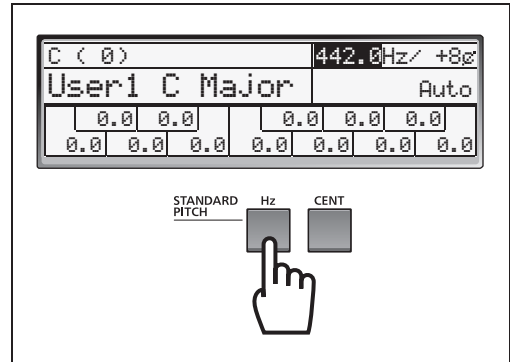 C ( 0) 442.0Hz/ +8¢
User1 C Major Auto
0.0 0.0 0.0 0.0 0.0
0.0 0.0 0.0 0.0 0.0 0.0 0.0
STANDARD PITCH Hz CENT